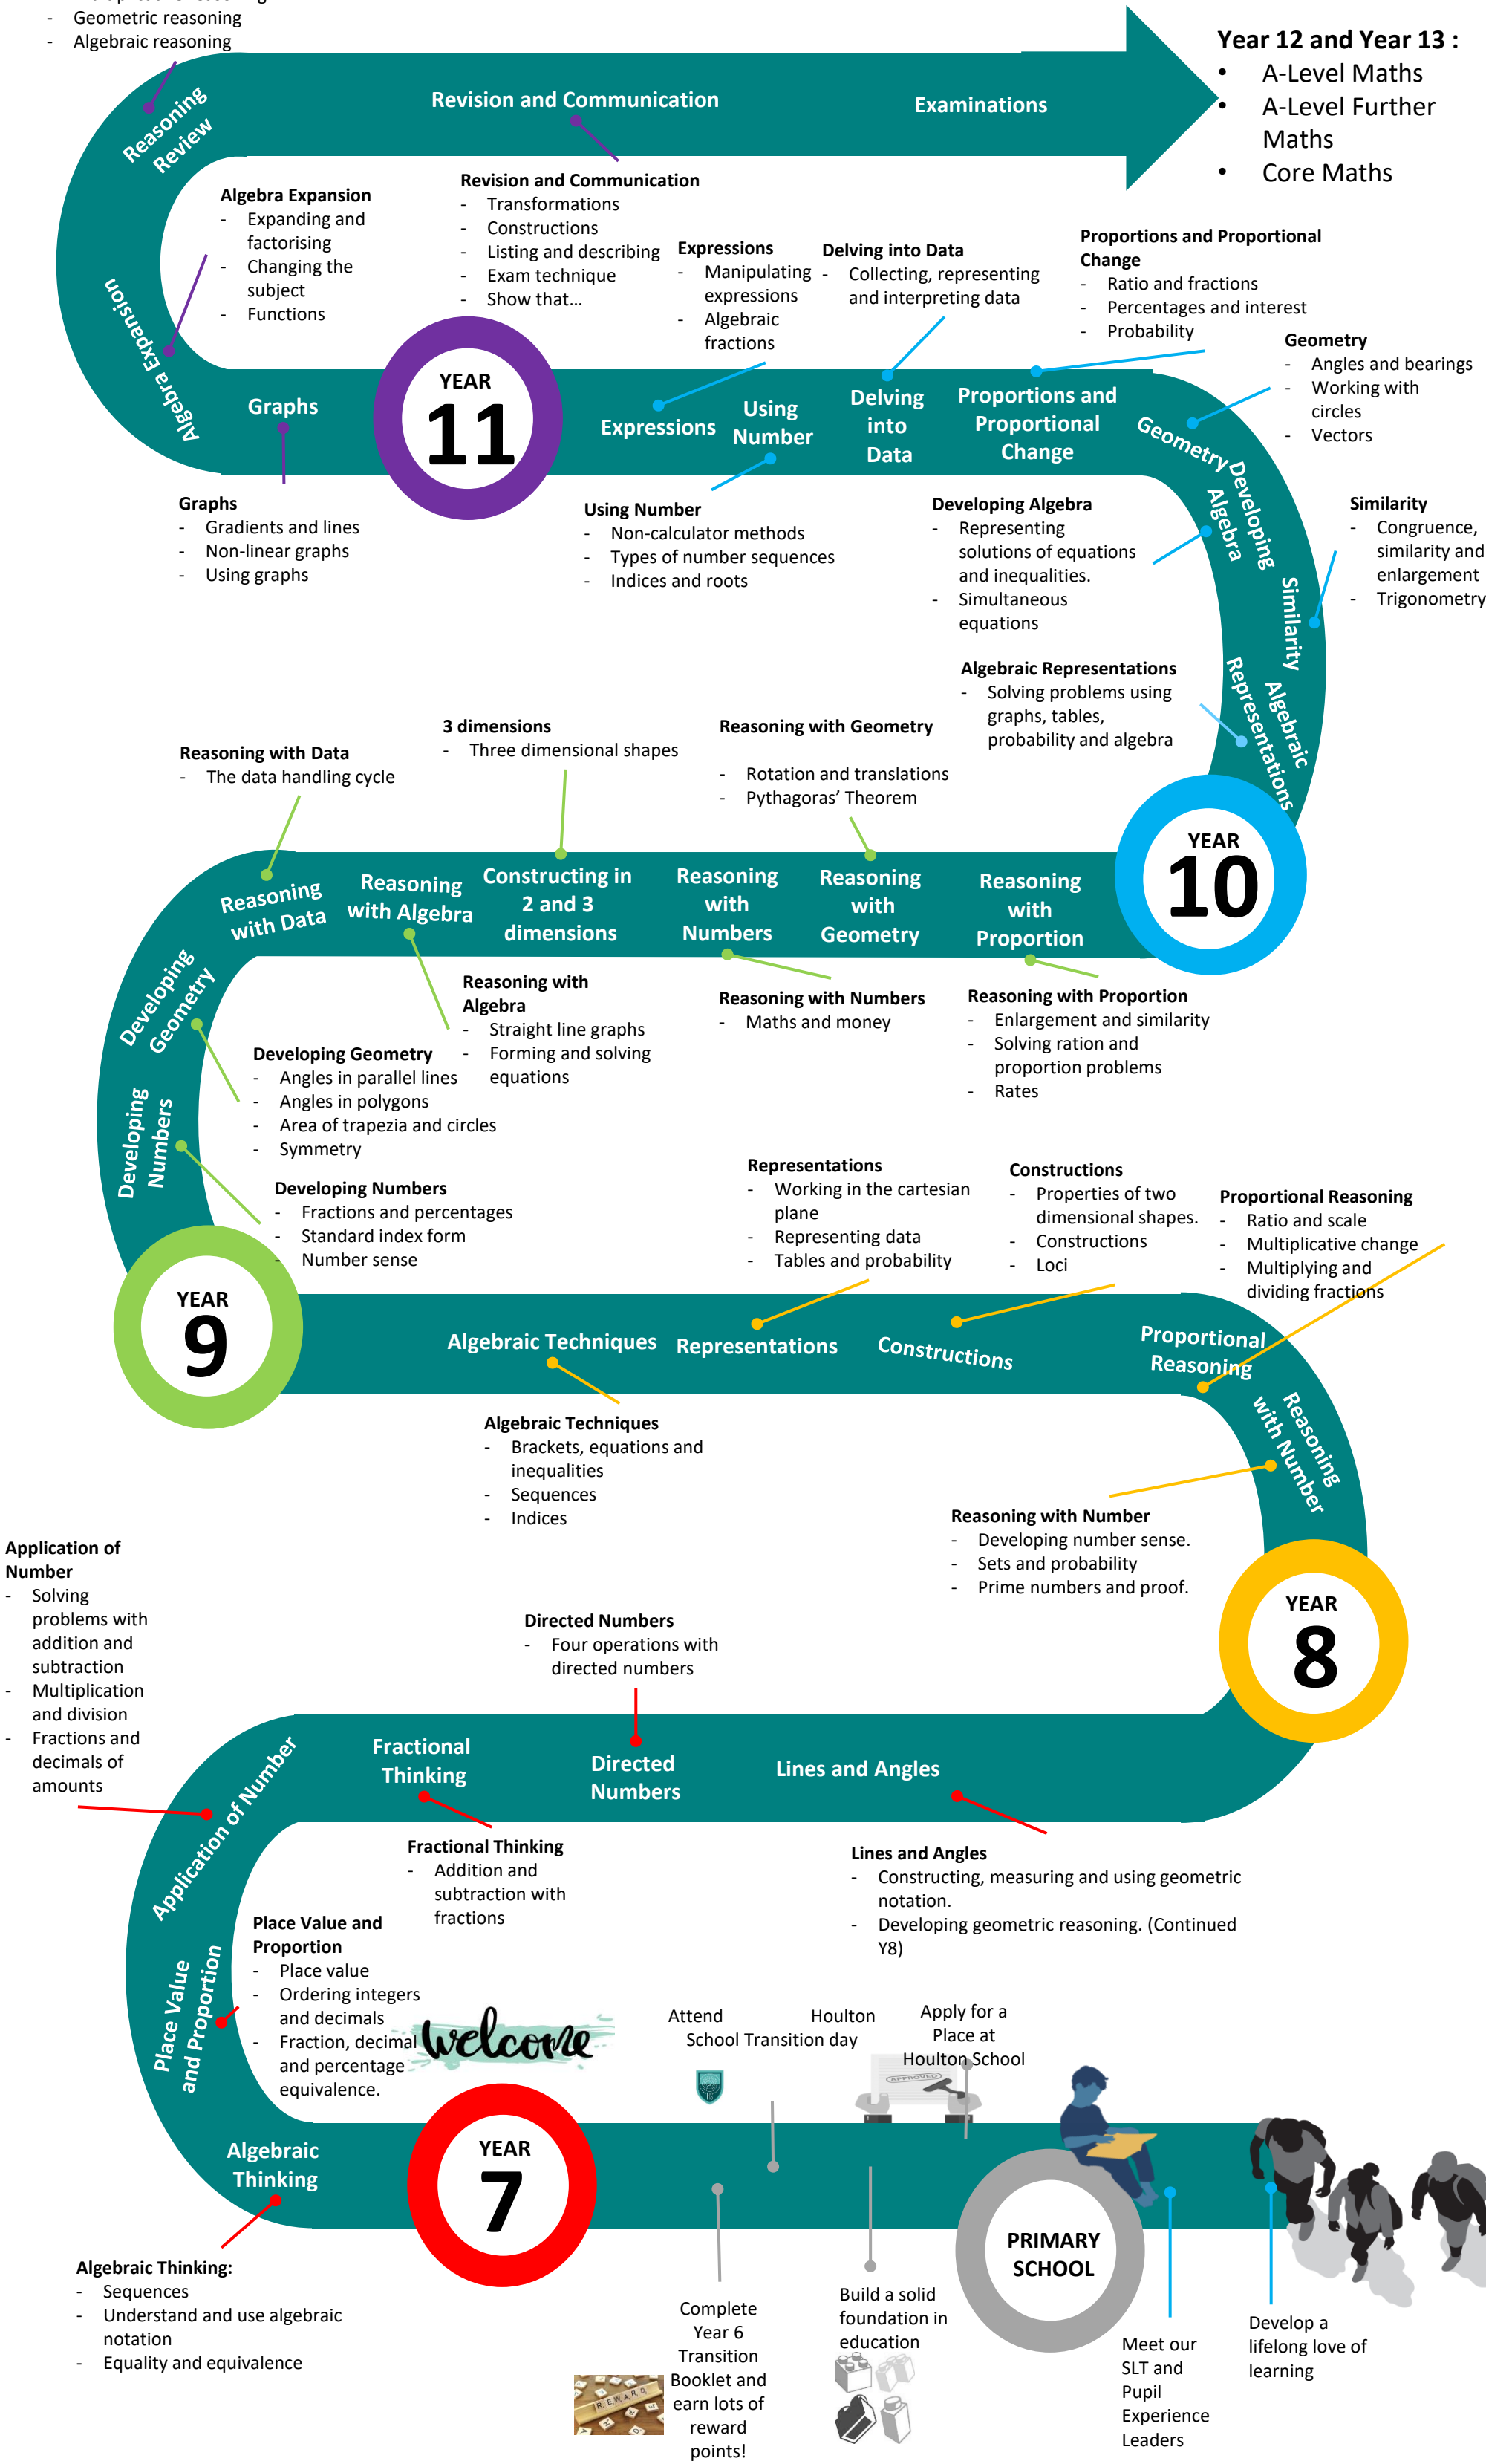 - Geometric reasoning
- Algebraic reasoning
Year 12 and Year 13 :
• A-Level Maths
• A-Level Further
Maths
• Core Maths
Reasoning
Review
Revision and Communication
Examinations
Algebra Expansion
- Expanding and
factorising
- Changing the
subject
- Functions
Revision and Communication
- Transformations
- Constructions
- Listing and describing
- Exam technique
- Show that...
Expressions
- Manipulating
expressions
- Algebraic
fractions
Delving into Data
- Collecting, representing
and interpreting data
Proportions and Proportional
Change
- Ratio and fractions
- Percentages and interest
- Probability
Geometry
- Angles and bearings
- Working with
circles
- Vectors
Algebra Expansion
Graphs
YEAR
11
Expressions
Using
Number
Delving
into
Data
Proportions and
Proportional
Change
Geometry
Developing
Algebra
Similarity
Algebraic
Representations
Graphs
- Gradients and lines
- Non-linear graphs
- Using graphs
Using Number
- Non-calculator methods
- Types of number sequences
- Indices and roots
Developing Algebra
- Representing
solutions of equations
and inequalities.
- Simultaneous
equations
Similarity
- Congruence,
similarity and
enlargement
- Trigonometry
Algebraic Representations
- Solving problems using
graphs, tables,
probability and algebra
Reasoning with Data
- The data handling cycle
3 dimensions
- Three dimensional shapes
Reasoning with Geometry
- Rotation and translations
- Pythagoras’ Theorem
YEAR
10
Reasoning
with Data
Reasoning
with Algebra
Constructing in
2 and 3
dimensions
Reasoning
with
Numbers
Reasoning
with
Geometry
Reasoning
with
Proportion
Developing
Geometry
Developing
Numbers
Reasoning with
Algebra
- Straight line graphs
- Forming and solving
equations
Reasoning with Numbers
- Maths and money
Reasoning with Proportion
- Enlargement and similarity
- Solving ration and
proportion problems
- Rates
Developing Geometry
- Angles in parallel lines
- Angles in polygons
- Area of trapezia and circles
- Symmetry
Developing Numbers
- Fractions and percentages
- Standard index form
- Number sense
Representations
- Working in the cartesian
plane
- Representing data
- Tables and probability
Constructions
- Properties of two
dimensional shapes.
- Constructions
- Loci
Proportional Reasoning
- Ratio and scale
- Multiplicative change
- Multiplying and
dividing fractions
YEAR
9
Algebraic Techniques
Representations
Constructions
Proportional
Reasoning
Reasoning
with Number
Algebraic Techniques
- Brackets, equations and
inequalities
- Sequences
- Indices
Reasoning with Number
- Developing number sense.
- Sets and probability
- Prime numbers and proof.
YEAR
8
Application of
Number
- Solving
problems with
addition and
subtraction
- Multiplication
and division
- Fractions and
decimals of
amounts
Directed Numbers
- Four operations with
directed numbers
Application of Number
Fractional
Thinking
Directed
Numbers
Lines and Angles
Fractional Thinking
- Addition and
subtraction with
fractions
Lines and Angles
- Constructing, measuring and using geometric
notation.
- Developing geometric reasoning. (Continued
Y8)
Place Value
and Proportion
Place Value and
Proportion
- Place value
- Ordering integers
and decimals
- Fraction, decimal
and percentage
equivalence.
welcome
Attend Houlton
School Transition day
Apply for a
Place at
Houlton School
APPROVED
Algebraic
Thinking
YEAR
7
PRIMARY
SCHOOL
Algebraic Thinking:
- Sequences
- Understand and use algebraic
notation
- Equality and equivalence
Complete
Year 6
Transition
Booklet and
earn lots of
reward
points!
REWARD
Build a solid
foundation in
education
Meet our
SLT and
Pupil
Experience
Leaders
Develop a
lifelong love of
learning